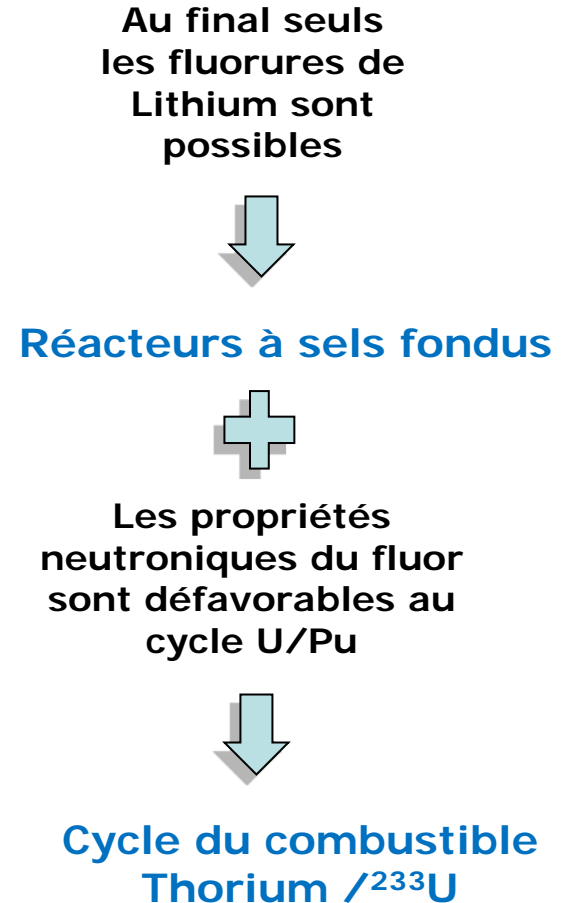 Au final seuls
les fluorures de
Lithium sont
possibles
Réacteurs à sels fondus
Les propriétés
neutroniques du fluor
sont défavorables au
cycle U/Pu
Cycle du combustible
Thorium /²³³U